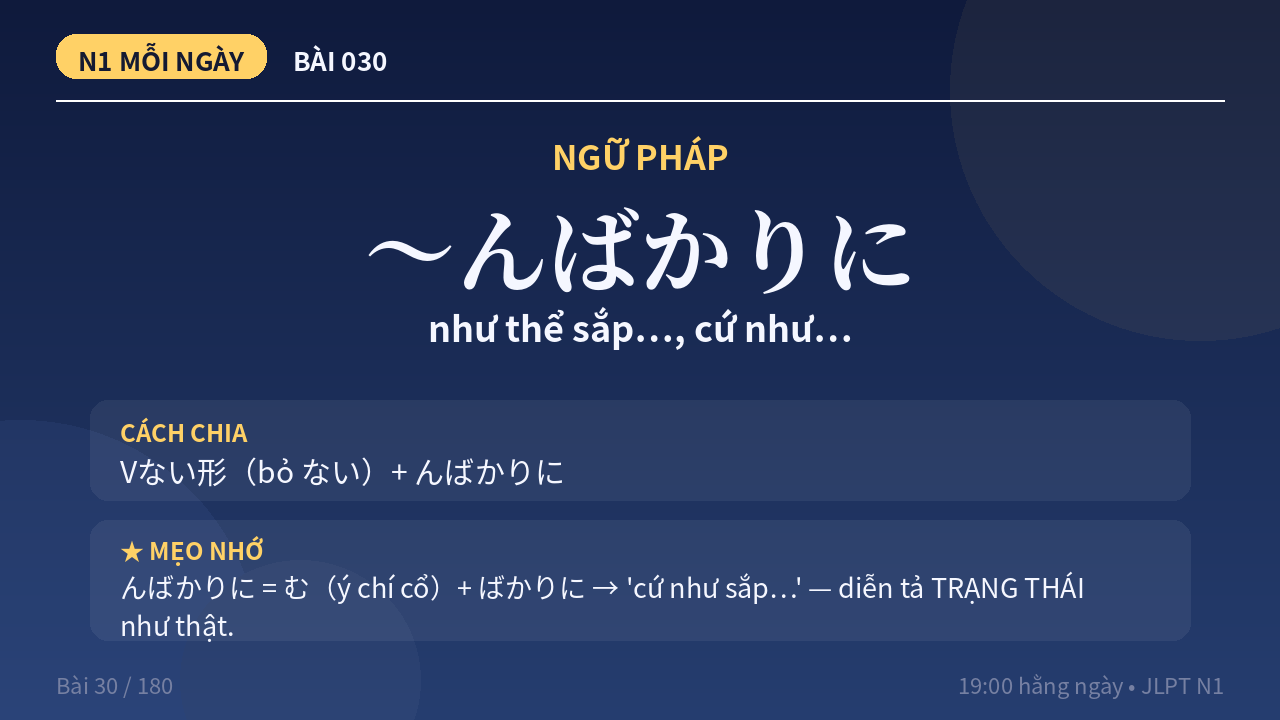 N1 MỖI NGÀY BÀI 030
NGỮ PHÁP
〜んばかりに
như thể sắp…, cứ như…
CÁCH CHIA
Vない形（bỏ ない）+ んばかりに
★ MẸO NHỚ
んばかりに = む（ý chí cổ）+ ばかりに → 'cứ như sắp…' — diễn tả TRẠNG THÁI
như thật.
Bài 30 / 180 19:00 hằng ngày • JLPT N1